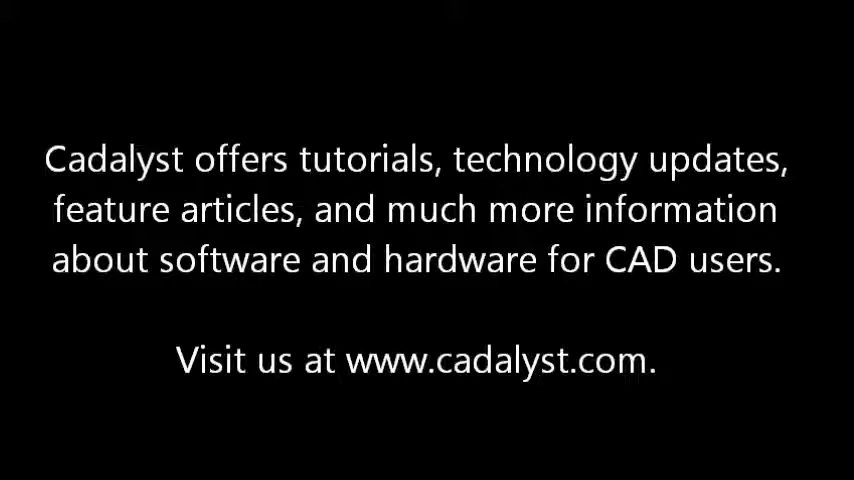 Cadalyst offers tutorials, technology updates,
feature articles, and much more information
about software and hardware for CAD users.
Visit us at www.cadalyst.com.